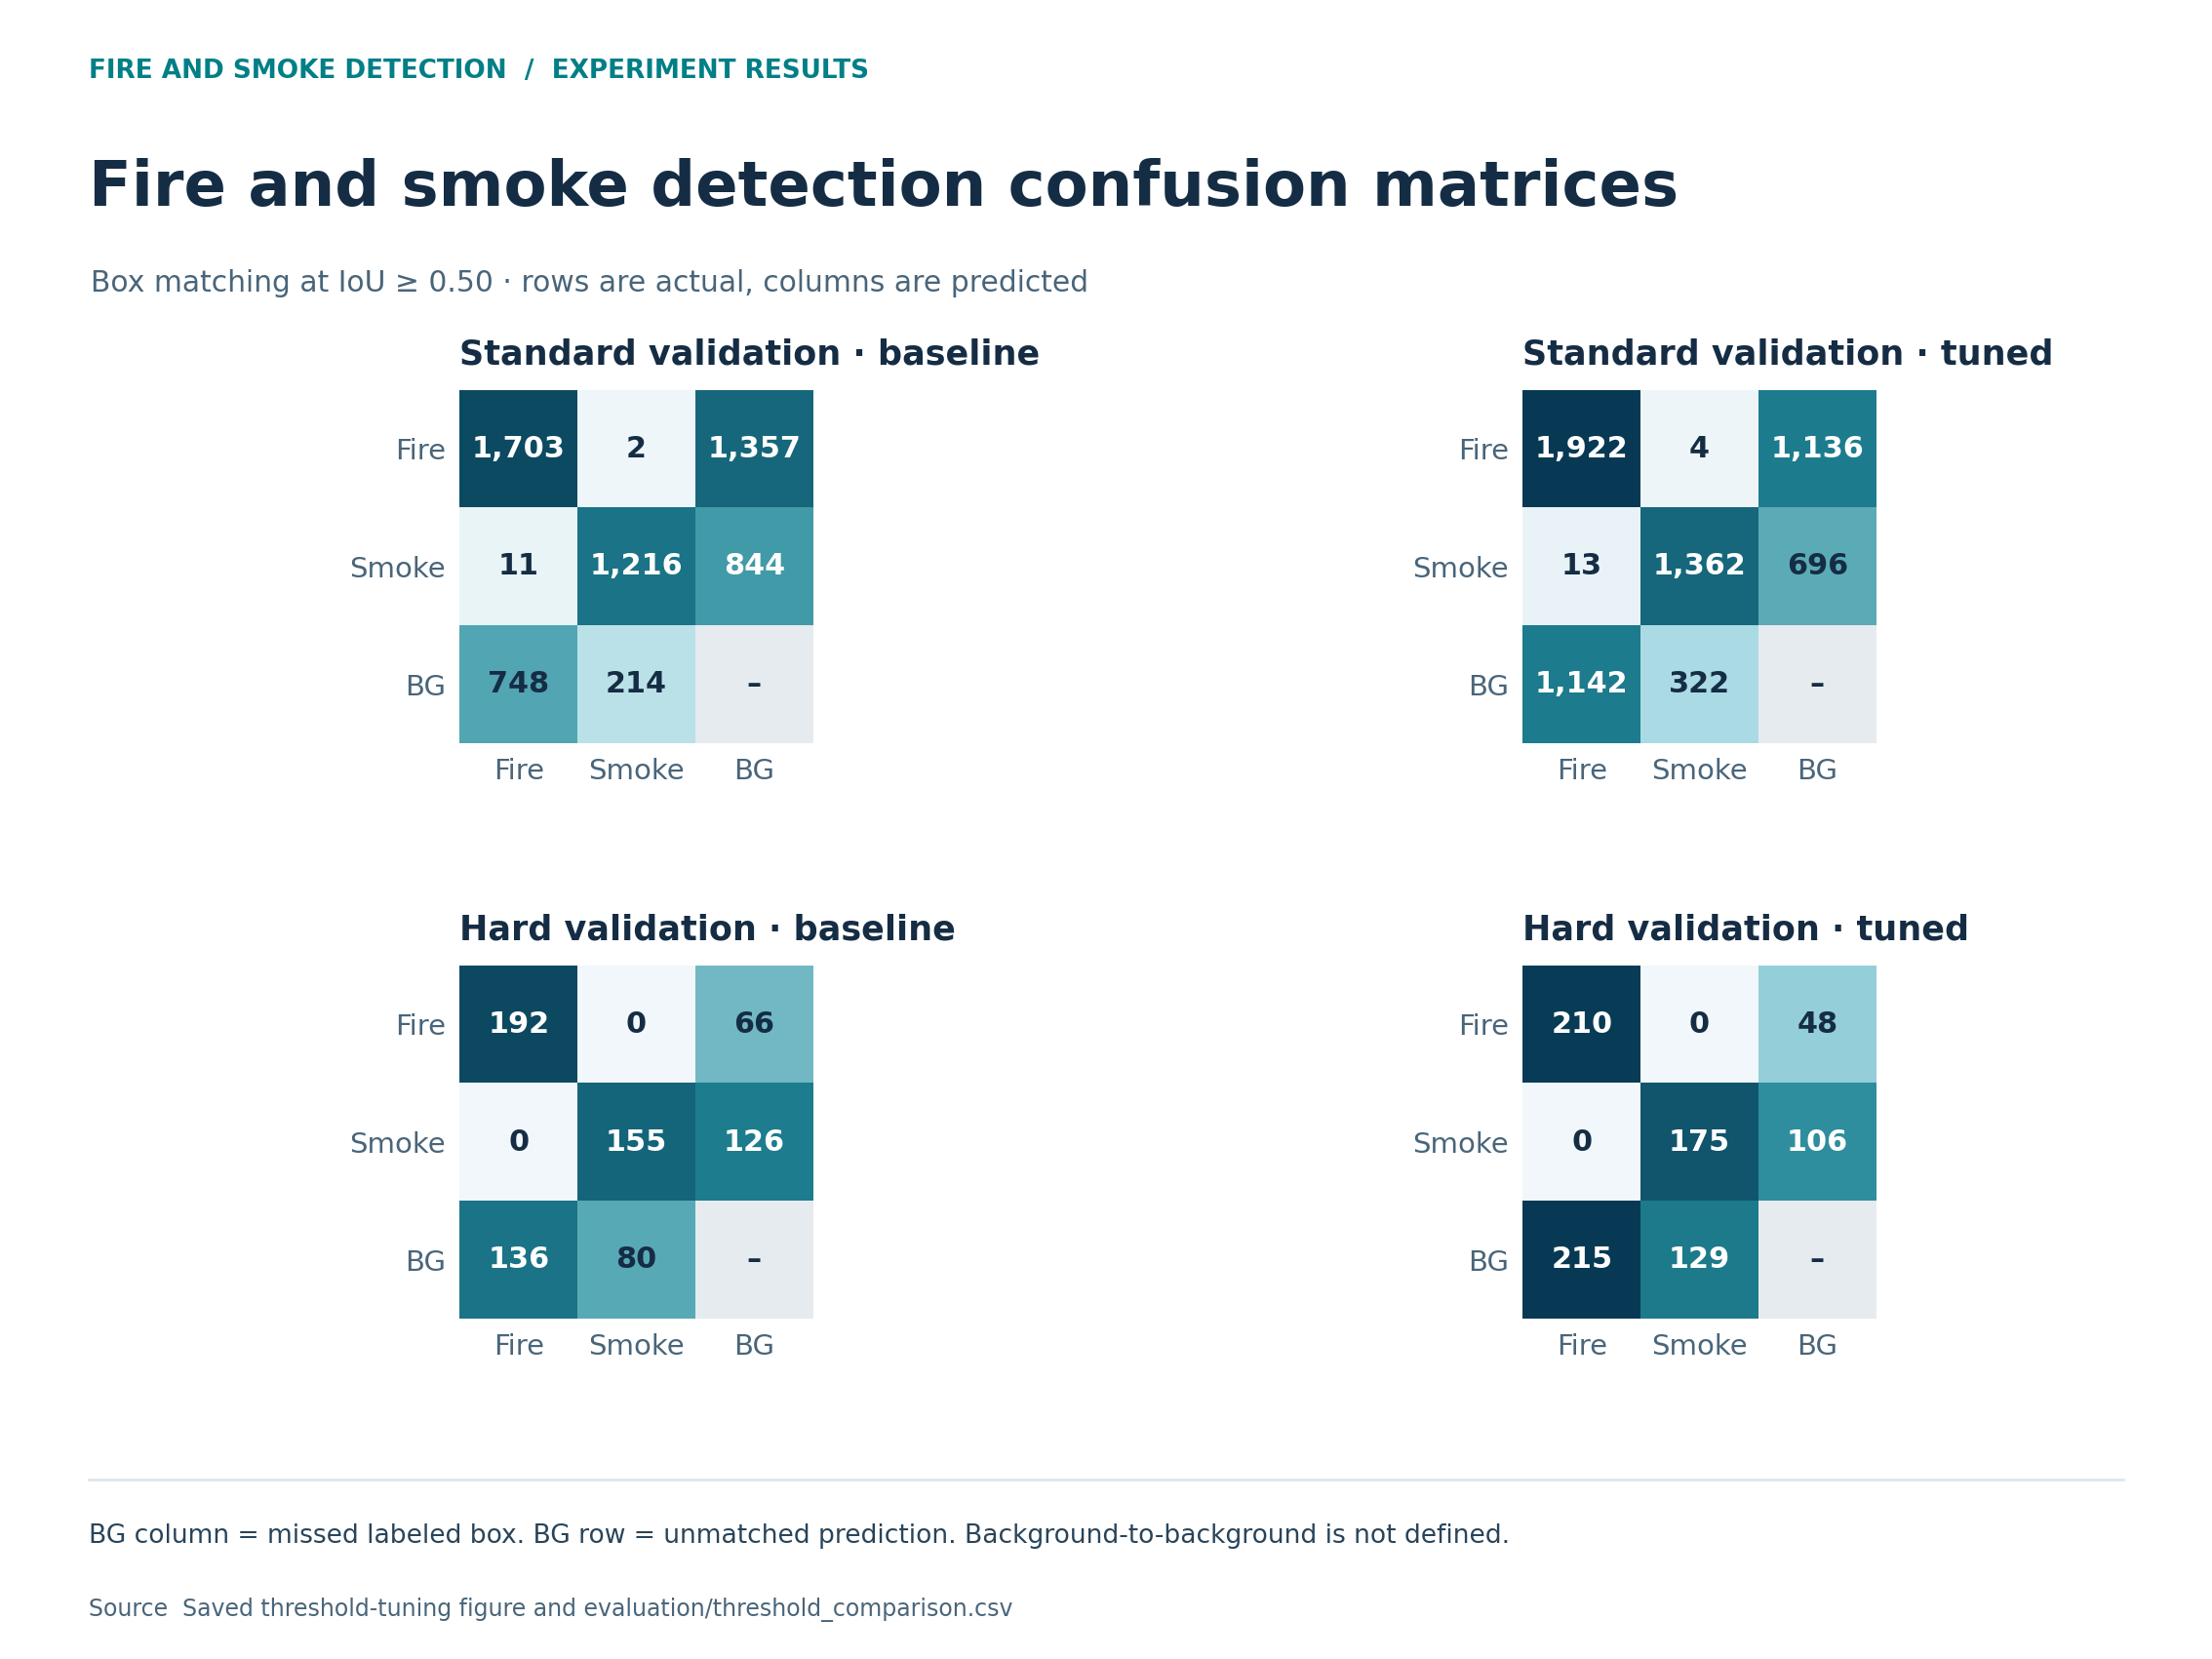 FIRE AND SMOKE DETECTION / EXPERIMENT RESULTS
Fire and smoke detection confusion matrices
Box matching at IoU ≥ 0.50 · rows are actual, columns are predicted
Standard validation · baseline
Fire 1,703 2 1,357
Smoke 11 1,216 844
BG 748 214 –
Fire Smoke BG
Standard validation · tuned
Fire 1,922 4 1,136
Smoke 13 1,362 696
BG 1,142 322 –
Fire Smoke BG
Hard validation · baseline
Fire 192 0 66
Smoke 0 155 126
BG 136 80 –
Fire Smoke BG
Hard validation · tuned
Fire 210 0 48
Smoke 0 175 106
BG 215 129 –
Fire Smoke BG
BG column = missed labeled box. BG row = unmatched prediction. Background-to-background is not defined.
Source Saved threshold-tuning figure and evaluation/threshold_comparison.csv